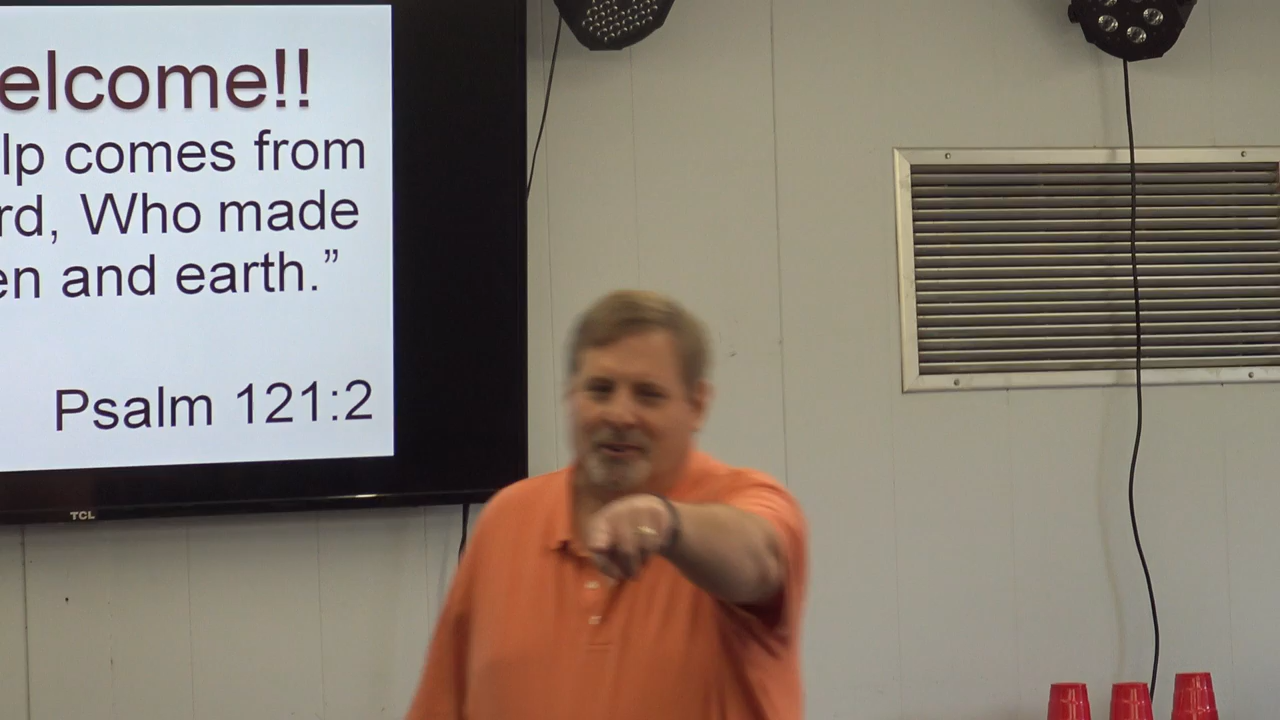 elcome!!
lp comes from
rd, Who made
en and earth.”
Psalm 121:2
TCL